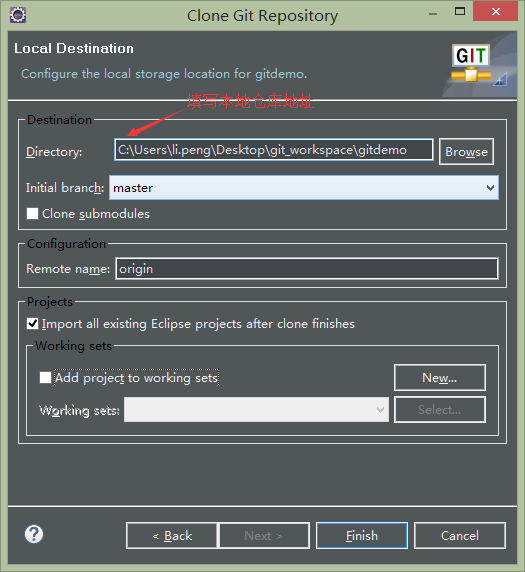 Clone Git Repository
Local Destination
Configure the local storage location for gitdemo.
GIT
填写本地仓库地址
Destination
Directory: C:\Users\li.peng\Desktop\git_workspace\gitdemo Browse
Initial branch: master
Clone submodules
Configuration
Remote name: origin
Projects
Import all existing Eclipse projects after clone finishes
Working sets
Add project to working sets New...
Working sets: Select...
? < Back Next > Finish Cancel